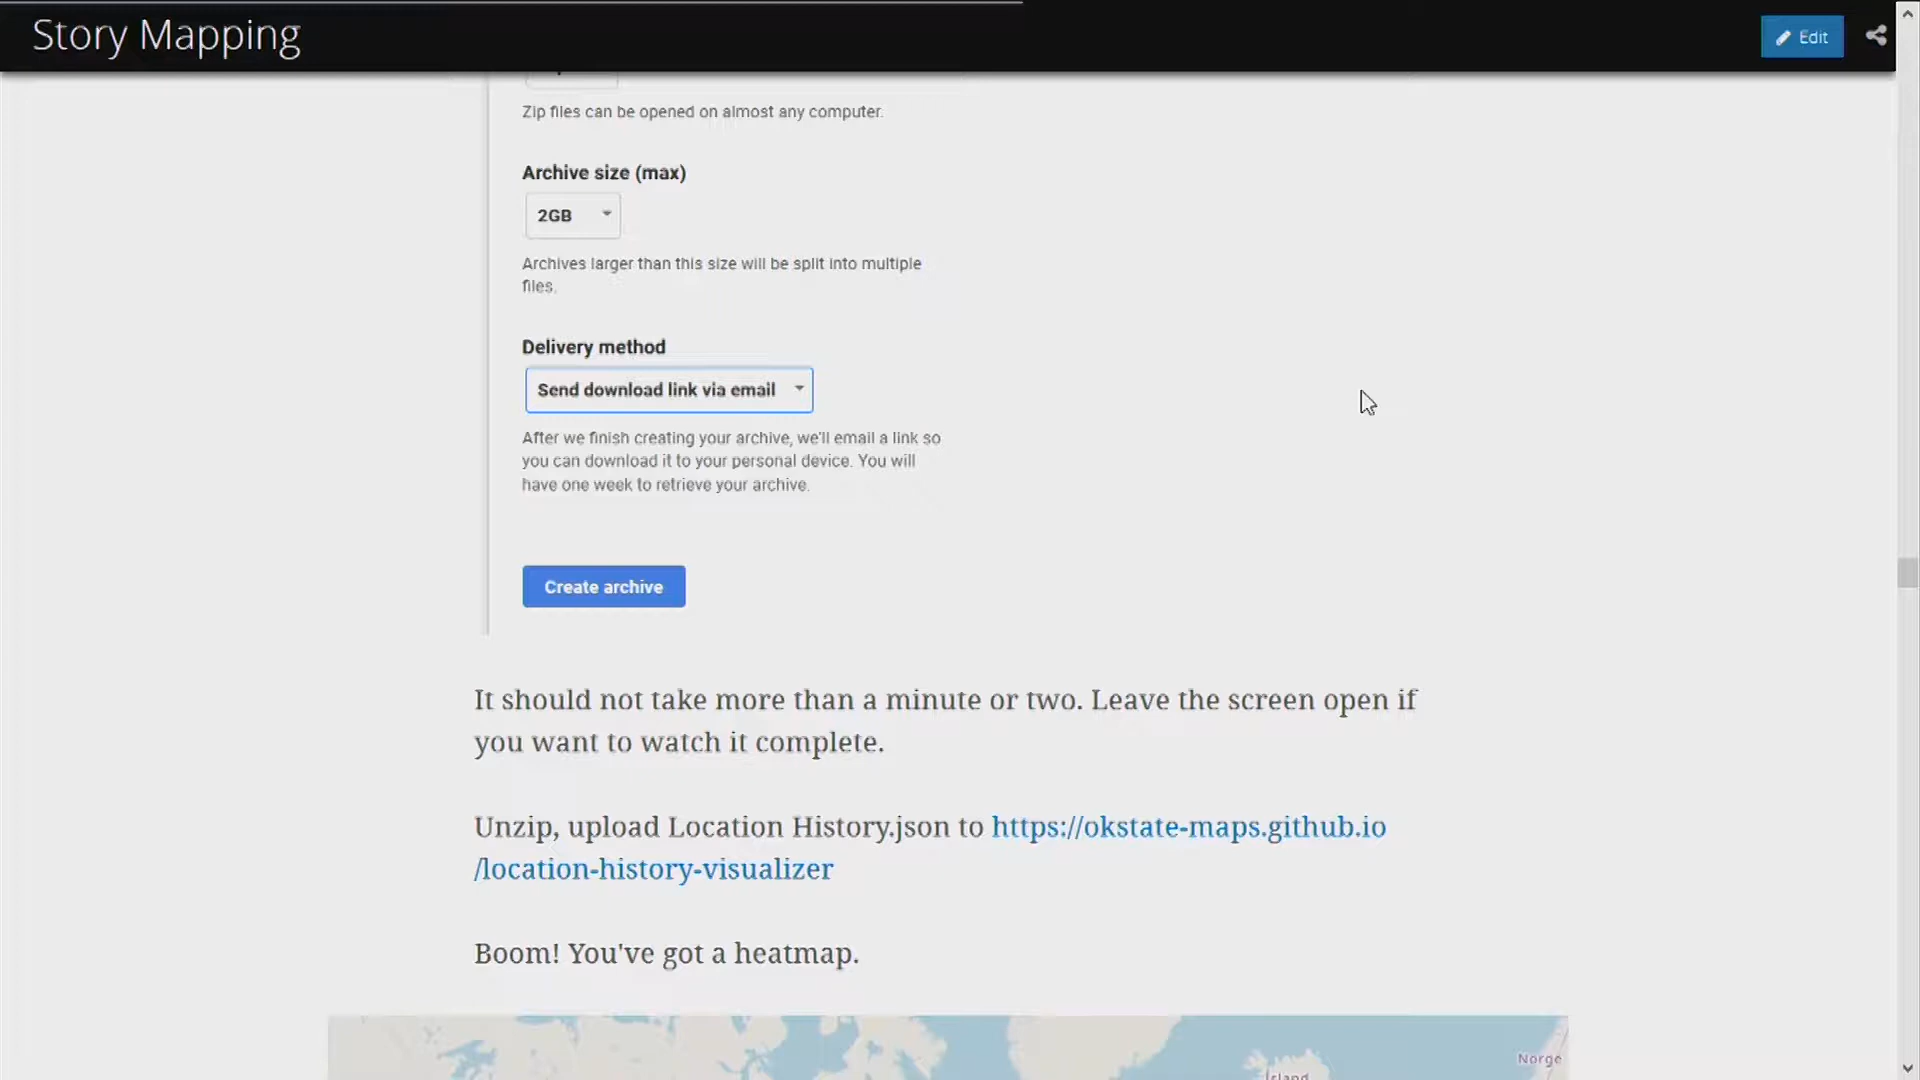 Story Mapping
Edit
Zip files can be opened on almost any computer.
Archive size (max)
2GB
Archives larger than this size will be split into multiple
files.
Delivery method
Send download link via email
After we finish creating your archive, we'll email a link so
you can download it to your personal device. You will
have one week to retrieve your archive.
Create archive
It should not take more than a minute or two. Leave the screen open if
you want to watch it complete.
Unzip, upload Location History.json to https://okstate-maps.github.io
/location-history-visualizer
Boom! You've got a heatmap.
Norge
Ísland